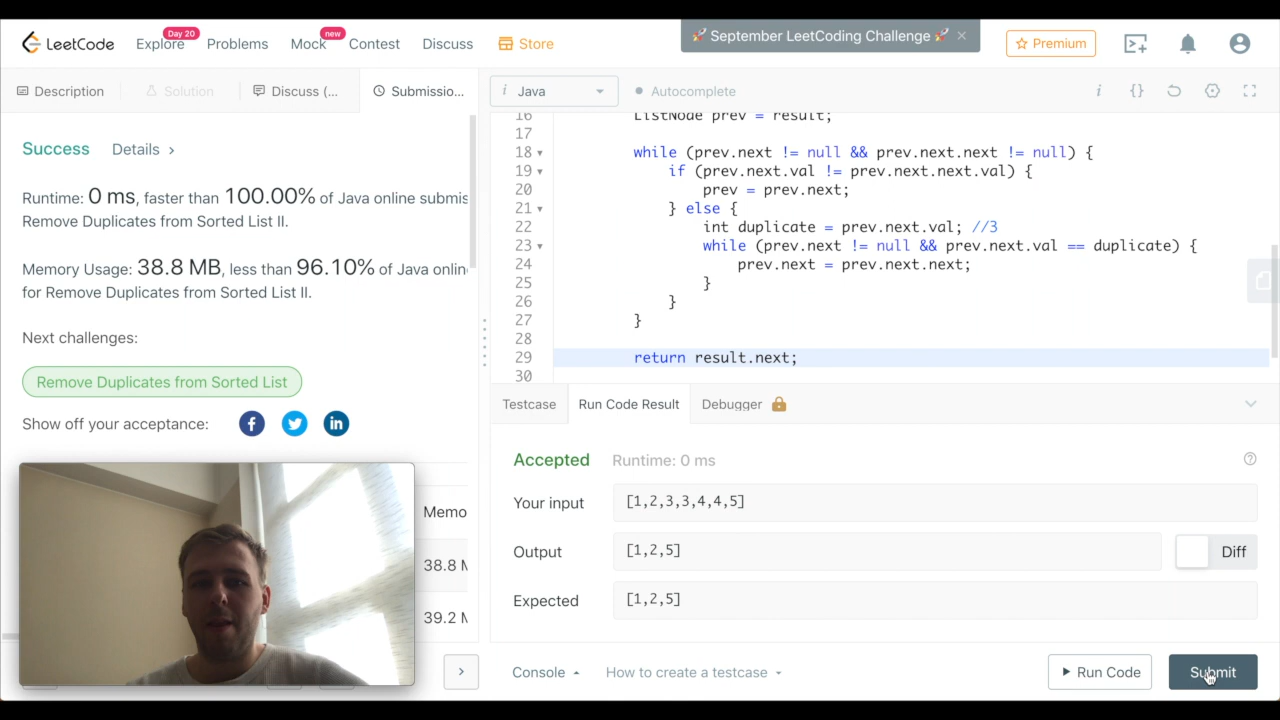 LeetCode
Explore
Day 20
Problems
Mock
new
Contest
Discuss
Store
🚀 September LeetCoding Challenge 🚀 ×
Premium
Description
Solution
Discuss (...
Submissio...
i Java
Autocomplete
Success
Details >
Runtime: 0 ms, faster than 100.00% of Java online submis
Remove Duplicates from Sorted List II.
Memory Usage: 38.8 MB, less than 96.10% of Java onlin
for Remove Duplicates from Sorted List II.
Next challenges:
Remove Duplicates from Sorted List
Show off your acceptance:
Memo
38.8 M
39.2 M
16 ListNode prev = result;
17
18 while (prev.next != null && prev.next.next != null) {
19 if (prev.next.val != prev.next.next.val) {
20 prev = prev.next;
21 } else {
22 int duplicate = prev.next.val; //3
23 while (prev.next != null && prev.next.val == duplicate) {
24 prev.next = prev.next.next;
25 }
26 }
27 }
28
29 return result.next;
30
Testcase
Run Code Result
Debugger
Accepted
Runtime: 0 ms
Your input
[1,2,3,3,4,4,5]
Output
[1,2,5]
Diff
Expected
[1,2,5]
Console
How to create a testcase
Run Code
Submit